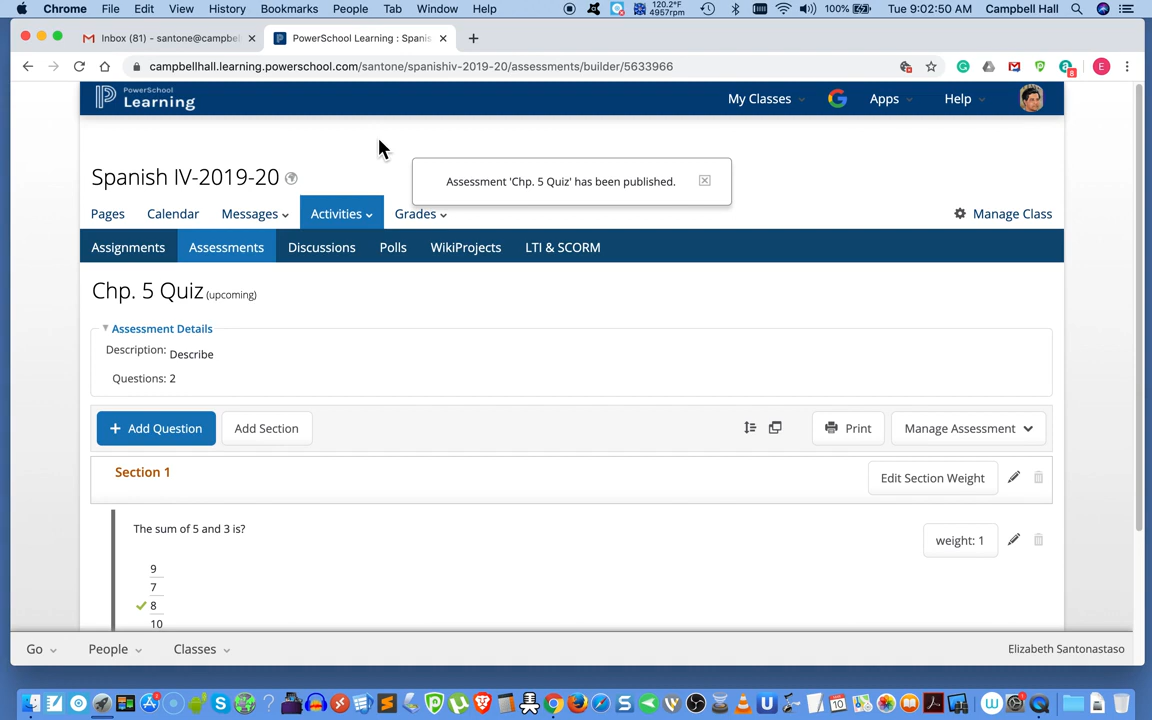 Chrome File Edit View History Bookmarks People Tab Window Help 120.2°F 4957rpm 100% Tue 9:02:50 AM Campbell Hall
Inbox (81) - santone@campbel PowerSchool Learning : Spanis
campbellhall.learning.powerschool.com/santone/spanishiv-2019-20/assessments/builder/5633966
PowerSchool Learning My Classes Apps Help
Assessment 'Chp. 5 Quiz' has been published.
Spanish IV-2019-20
Pages Calendar Messages Activities Grades Manage Class
Assignments Assessments Discussions Polls WikiProjects LTI & SCORM
Chp. 5 Quiz (upcoming)
Assessment Details
Description: Describe
Questions: 2
+ Add Question Add Section Print Manage Assessment
Section 1 Edit Section Weight
The sum of 5 and 3 is? weight: 1
9
7
8
10
Go People Classes Elizabeth Santonastaso